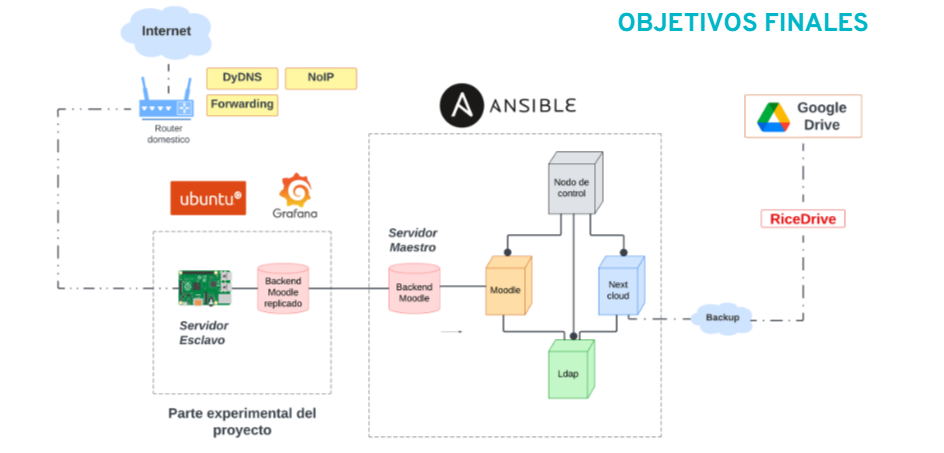 OBJETIVOS FINALES
Internet
DyDNS
NoIP
Forwarding
Router
domestico
ANSIBLE
Google
Drive
ubuntu®
Grafana
Nodo de
control
RiceDrive
Servidor
Maestro
Backend
Moodle
replicado
Backend
Moodle
Moodle
Next
cloud
Backup
Servidor
Esclavo
Ldap
Parte experimental del
proyecto